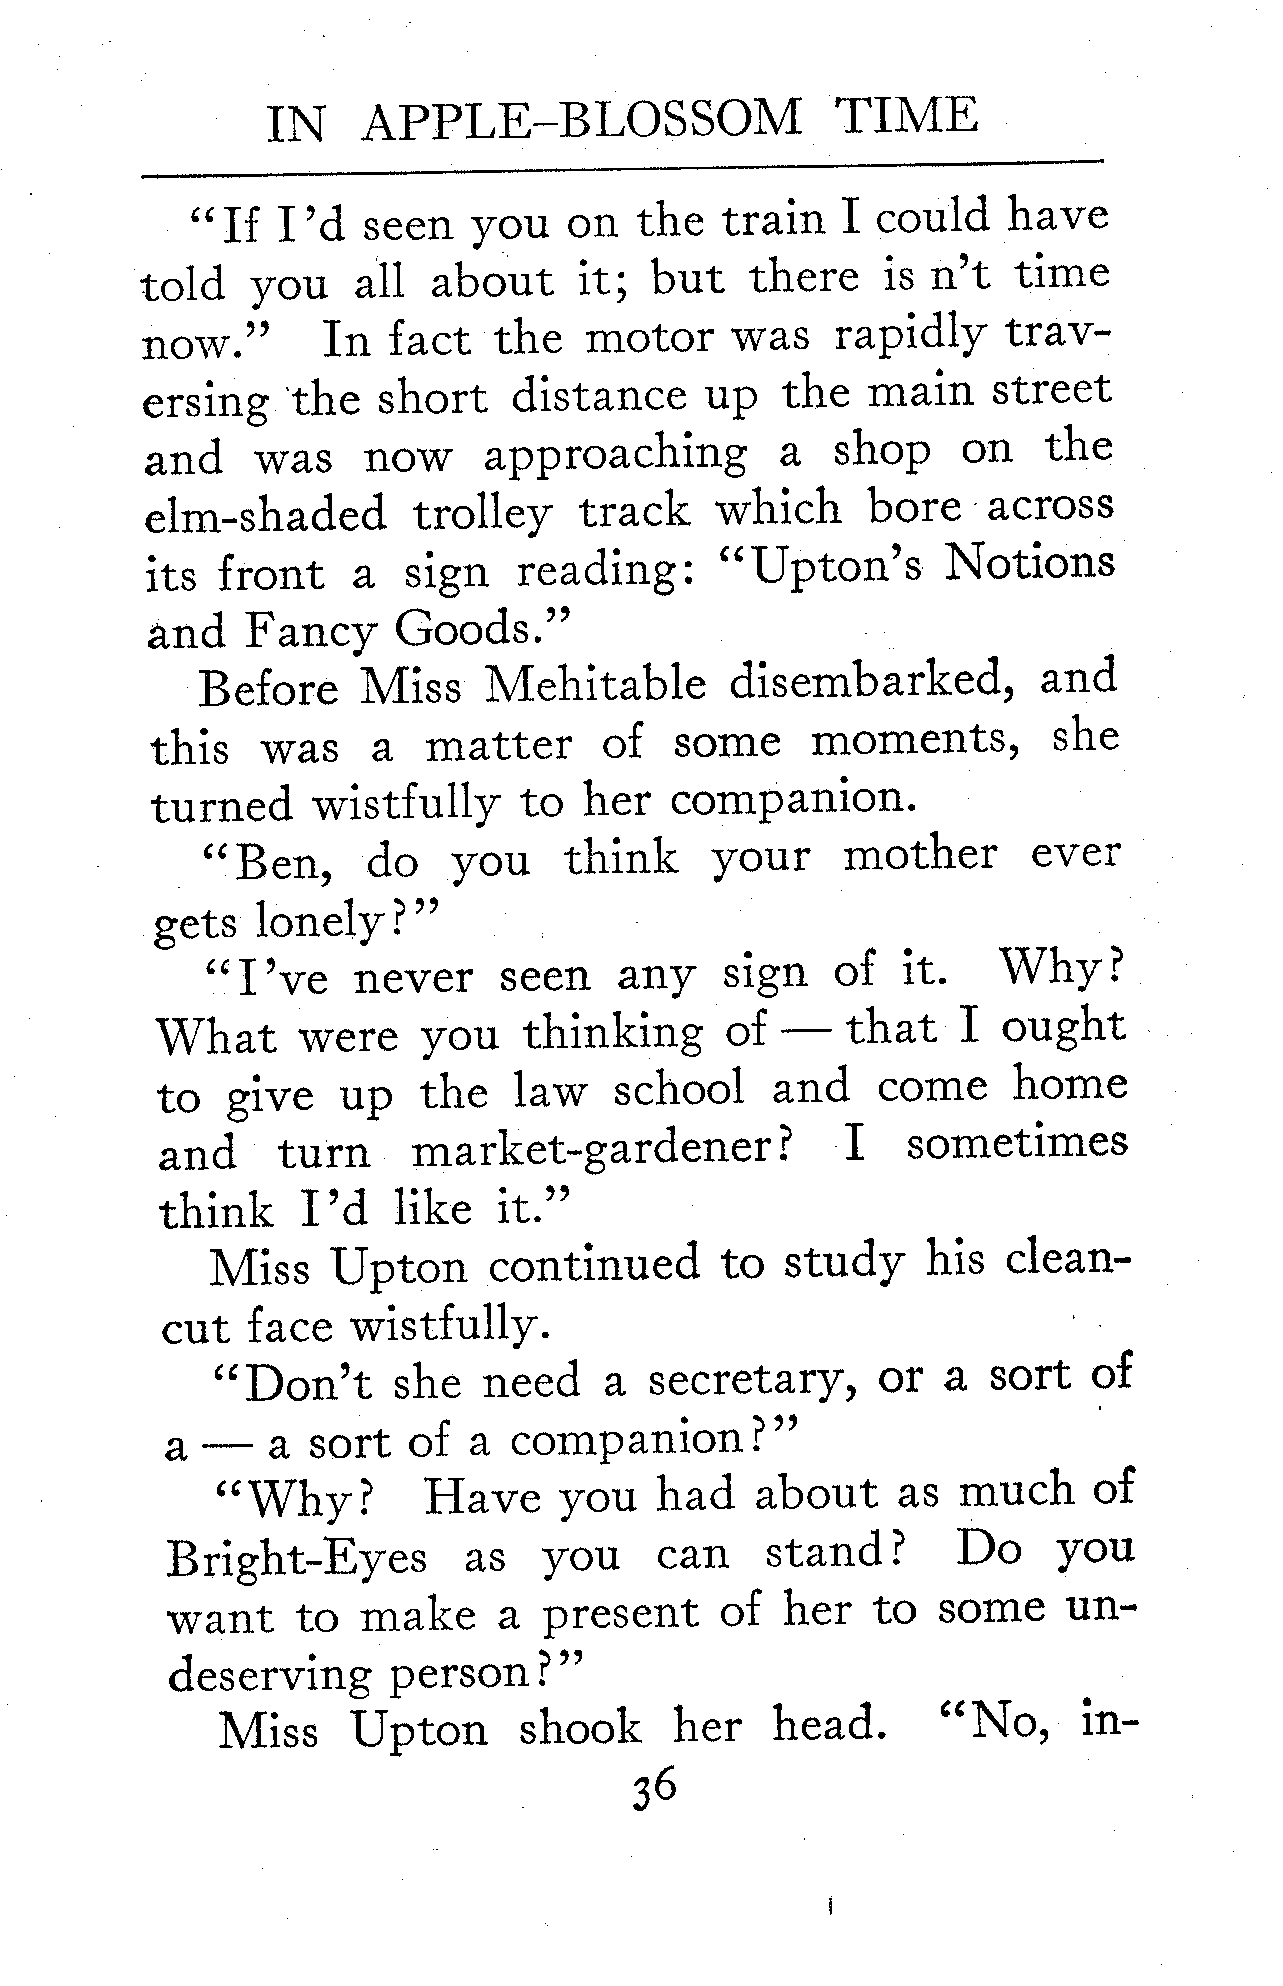 IN APPLE-BLOSSOM TIME
“If I’d seen you on the train I could have
told you all about it; but there is n’t time
now.” In fact the motor was rapidly trav-
ersing the short distance up the main street
and was now approaching a shop on the
elm-shaded trolley track which bore across
its front a sign reading: “Upton’s Notions
and Fancy Goods.”
Before Miss Mehitable disembarked, and
this was a matter of some moments, she
turned wistfully to her companion.
“Ben, do you think your mother ever
gets lonely?”
“I’ve never seen any sign of it. Why?
What were you thinking of — that I ought
to give up the law school and come home
and turn market-gardener? I sometimes
think I’d like it.”
Miss Upton continued to study his clean-
cut face wistfully.
“Don’t she need a secretary, or a sort of
a — a sort of a companion?”
“Why? Have you had about as much of
Bright-Eyes as you can stand? Do you
want to make a present of her to some un-
deserving person?”
Miss Upton shook her head. “No, in-
36